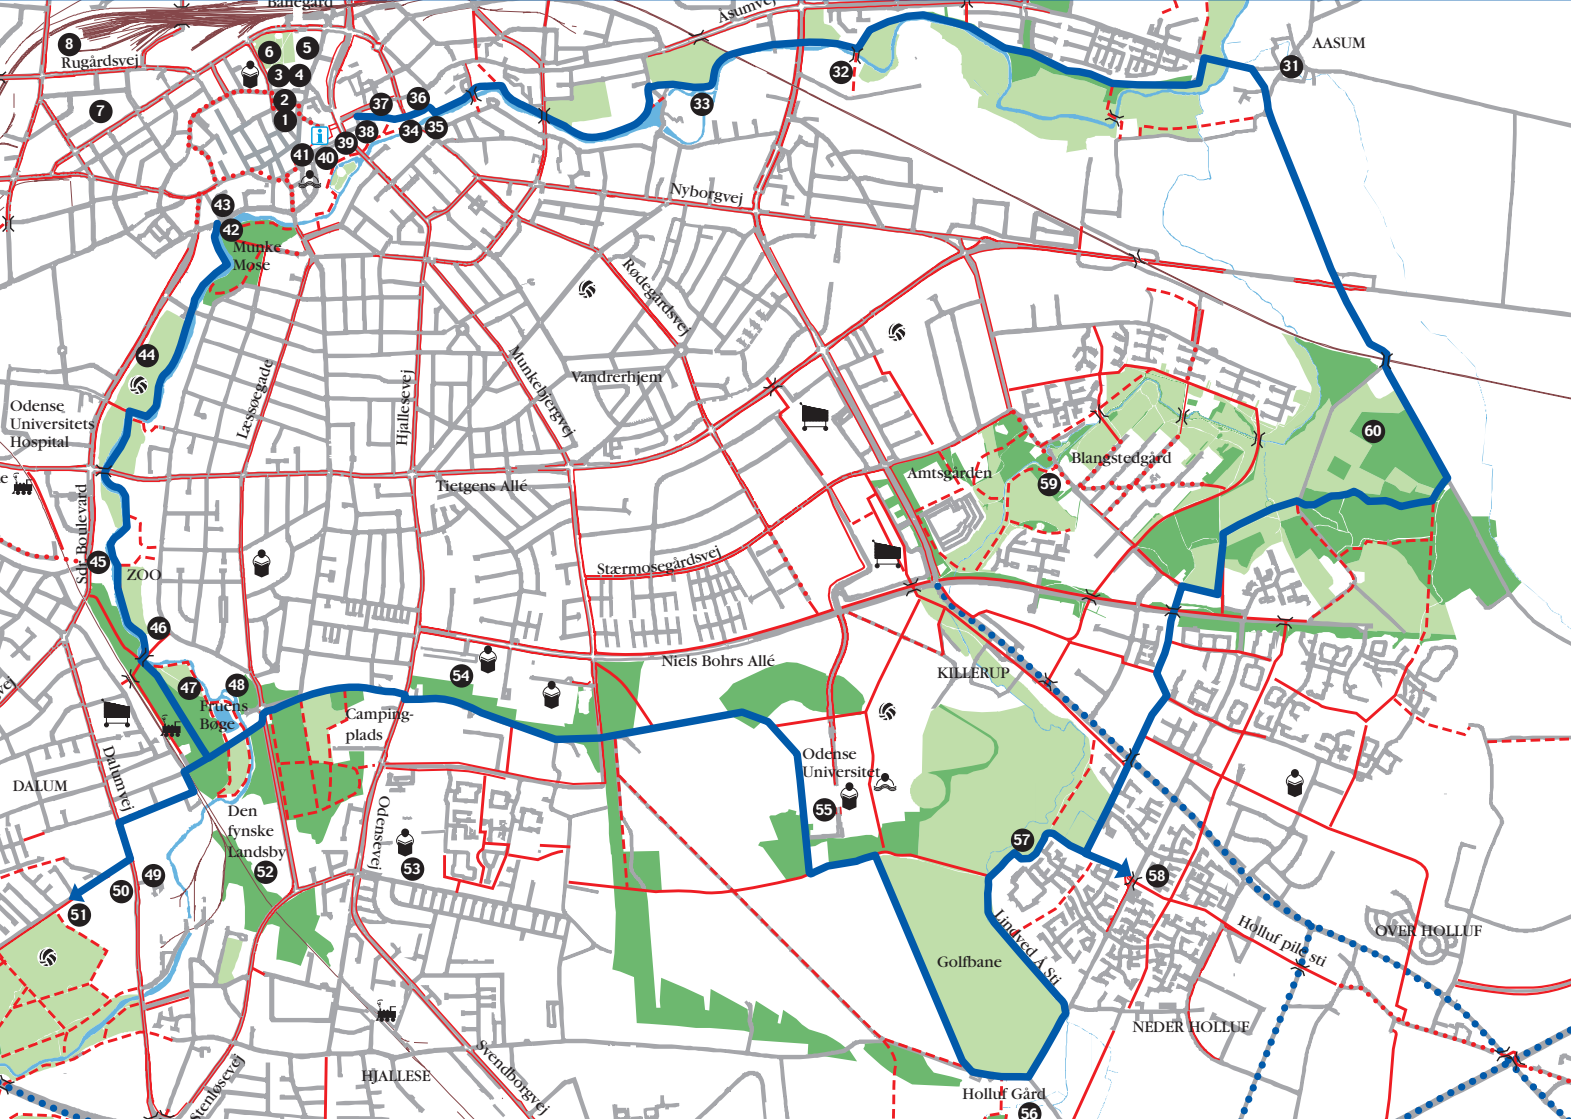 Banegård
Åsumvej
8
6
5
Rugårdsvej
3
4
AASUM
31
32
7
2
1
37
36
33
i
38
34
35
39
41
40
43
42
Nyborgvej
Munke
Mose
Rødegårdsvej
44
Læssøegade
Hjallesevej
Munkebjergvej
Vandrerhjem
Odense
Universitets
Hospital
60
Tietgens Allé
Amtsgården
Blangstedgård
59
Sdr. Boulevard
45
ZOO
Stærmosegårdsvej
46
Niels Bohrs Allé
KILLERUP
54
47
48
Fruens
Bøge
Camping-
plads
Odense
Universitet
DALUM
Dalumvej
Den
fynske
Landsby
52
Odensevej
55
53
57
58
49
50
51
Lindved Å Sti
Golfbane
Holluf pile sti
OVER HOLLUF
NEDER HOLLUF
Svendborgvej
HJALLESE
Stenløsevej
Holluf Gård
56